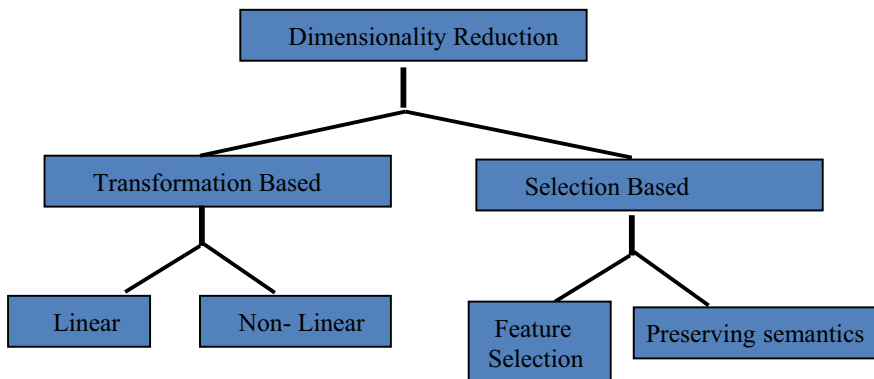 Dimensionality Reduction
Transformation Based
Selection Based
Linear
Non- Linear
Feature
Selection
Preserving semantics